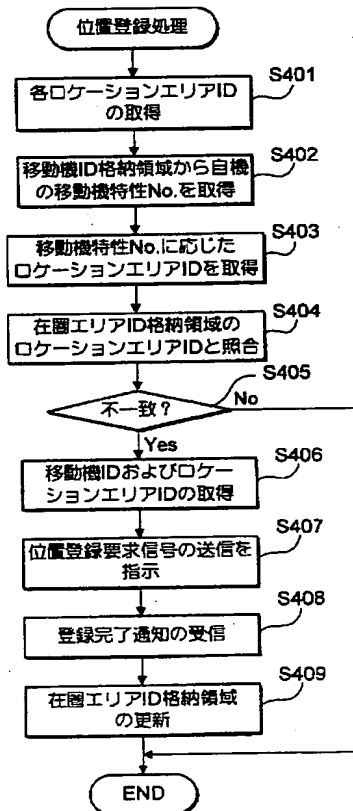 位置登録処理
S401
各ロケーションエリアID
の取得
S402
移動機ID格納領域から自機
の移動機特性No.を取得
S403
移動機特性No.に応じた
ロケーションエリアIDを取得
S404
在圏エリアID格納領域の
ロケーションエリアIDと照合
S405
不一致?
No
Yes
S406
移動機IDおよびロケー
ションエリアIDの取得
S407
位置登録要求信号の送信を
指示
S408
登録完了通知の受信
S409
在圏エリアID格納領域
の更新
END